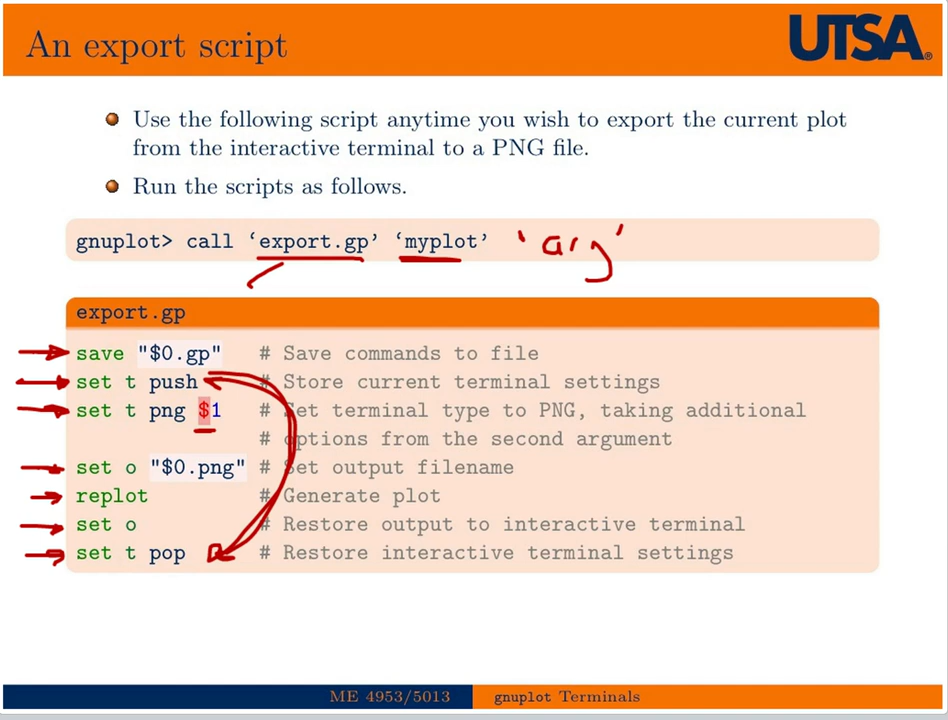 An export script
UTSA®
Use the following script anytime you wish to export the current plot
from the interactive terminal to a PNG file.
Run the scripts as follows.
gnuplot> call ‘export.gp’ ‘myplot’ ‘arg’
export.gp
save "$0.gp" # Save commands to file
set t push # Store current terminal settings
set t png $1 # Set terminal type to PNG, taking additional
# options from the second argument
set o "$0.png" # Set output filename
replot # Generate plot
set o # Restore output to interactive terminal
set t pop # Restore interactive terminal settings
ME 4953/5013 gnuplot Terminals